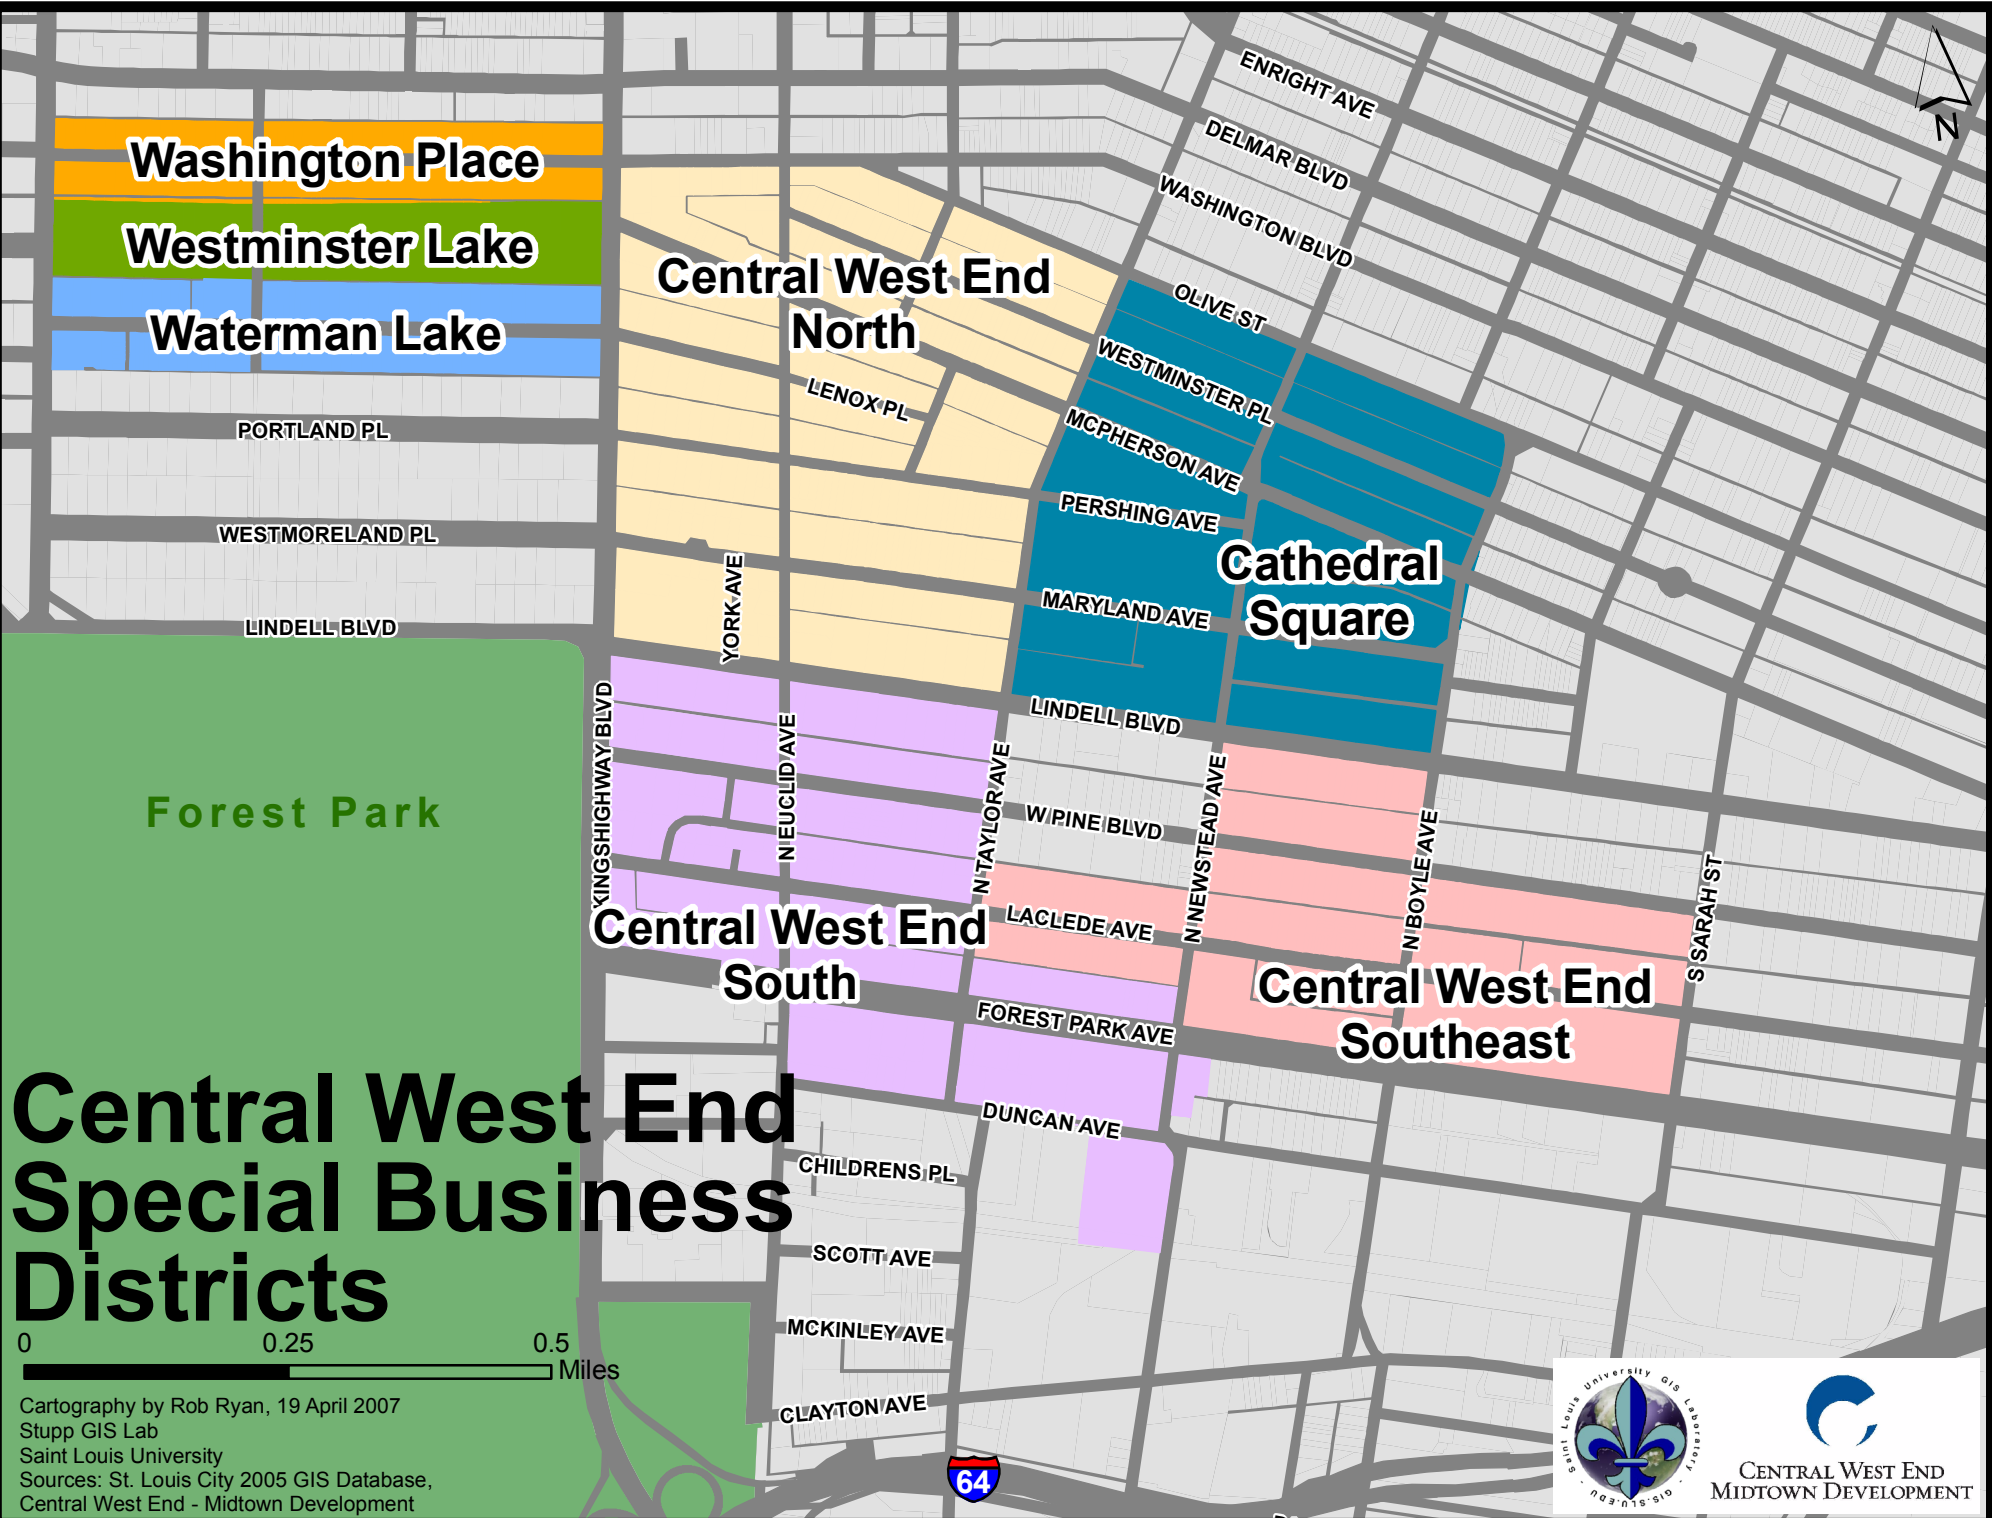 ENRIGHT AVE
DELMAR BLVD
WASHINGTON BLVD
N
Washington Place
Westminster Lake
Waterman Lake
Central West End
North
OLIVE ST
WESTMINSTER PL
LENOX PL
MCPHERSON AVE
PORTLAND PL
PERSHING AVE
WESTMORELAND PL
Cathedral
Square
YORK AVE
MARYLAND AVE
LINDELL BLVD
LINDELL BLVD
KINGSHIGHWAY BLVD
N EUCLID AVE
N TAYLOR AVE
N NEWSTEAD AVE
N BOYLE AVE
S SARAH ST
Forest Park
W PINE BLVD
LACLEDE AVE
Central West End
South
Central West End
Southeast
FOREST PARK AVE
DUNCAN AVE
CHILDRENS PL
SCOTT AVE
MCKINLEY AVE
CLAYTON AVE
64
Central West End
Special Business
Districts
0 0.25 0.5
Miles
Cartography by Rob Ryan, 19 April 2007
Stupp GIS Lab
Saint Louis University
Sources: St. Louis City 2005 GIS Database,
Central West End - Midtown Development
Saint Louis University GIS Laboratory - GIS.SLU.EDU -
CENTRAL WEST END
MIDTOWN DEVELOPMENT